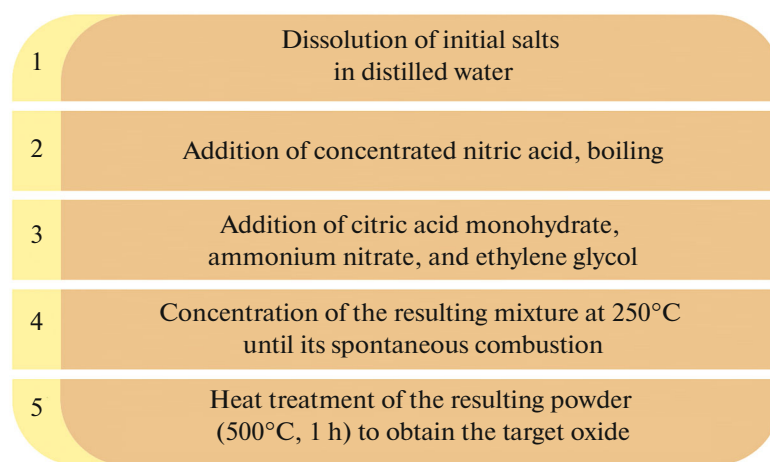 1
Dissolution of initial salts
in distilled water
2
Addition of concentrated nitric acid, boiling
3
Addition of citric acid monohydrate,
ammonium nitrate, and ethylene glycol
4
Concentration of the resulting mixture at 250°C
until its spontaneous combustion
5
Heat treatment of the resulting powder
(500°C, 1 h) to obtain the target oxide